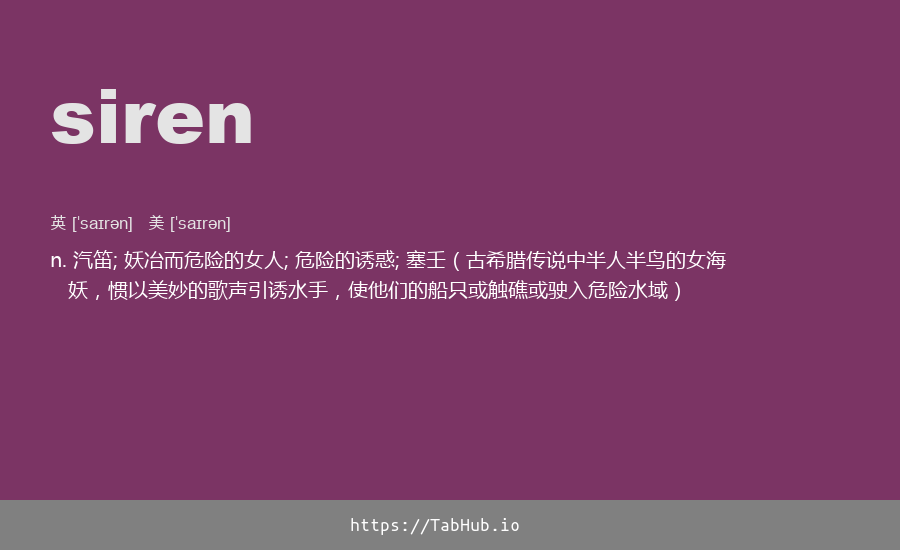 siren
英 [ˈsaɪrən] 美 [ˈsaɪrən]
n. 汽笛; 妖冶而危险的女人; 危险的诱惑; 塞壬（古希腊传说中半人半鸟的女海
妖，惯以美妙的歌声引诱水手，使他们的船只或触礁或驶入危险水域）
https://TabHub.io